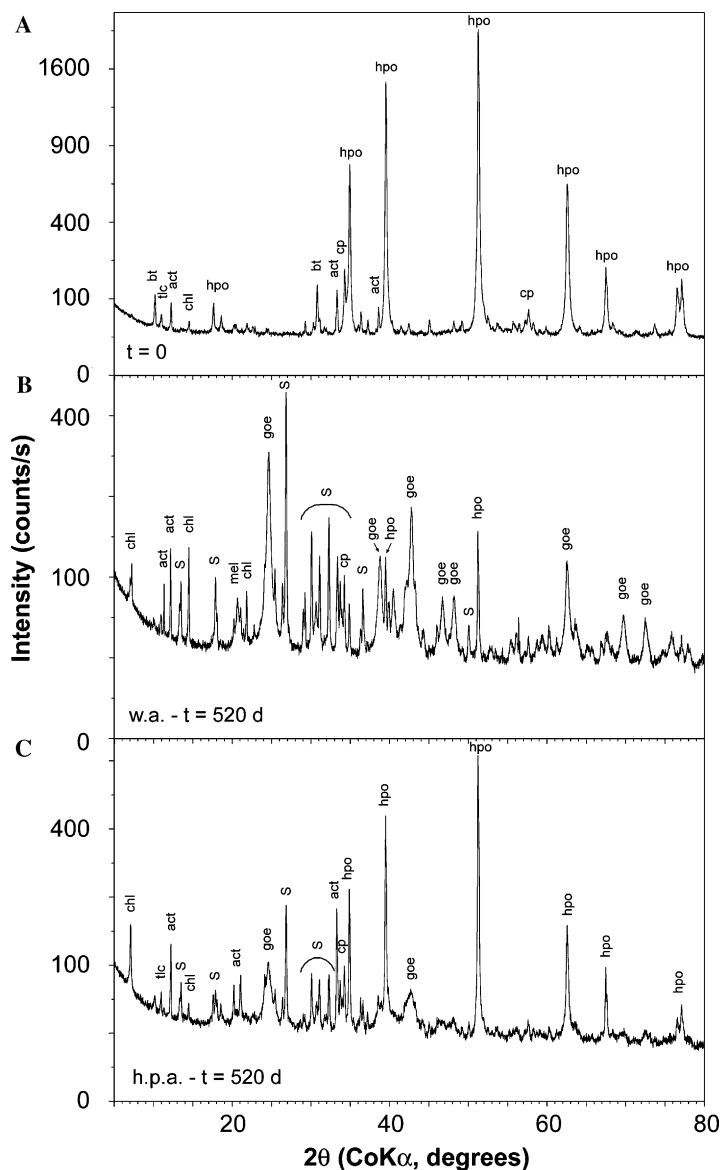 A
1600
900
400
100
0
bt
tlc
act
chl
hpo
bt
act
cp
hpo
act
hpo
hpo
cp
hpo
hpo
hpo
t = 0
B
Intensity (counts/s)
400
100
0
chl
act
act
S
chl
S
mel
chl
goe
S
S
cp
S
goe
hpo
goe
goe
goe
S
hpo
goe
goe
goe
w.a. - t = 520 d
C
400
100
0
chl
tlc
act
S
chl
S
act
goe
S
S
act
cp
hpo
hpo
goe
hpo
hpo
hpo
hpo
h.p.a. - t = 520 d
20 40 60 80
2θ (CoKα, degrees)